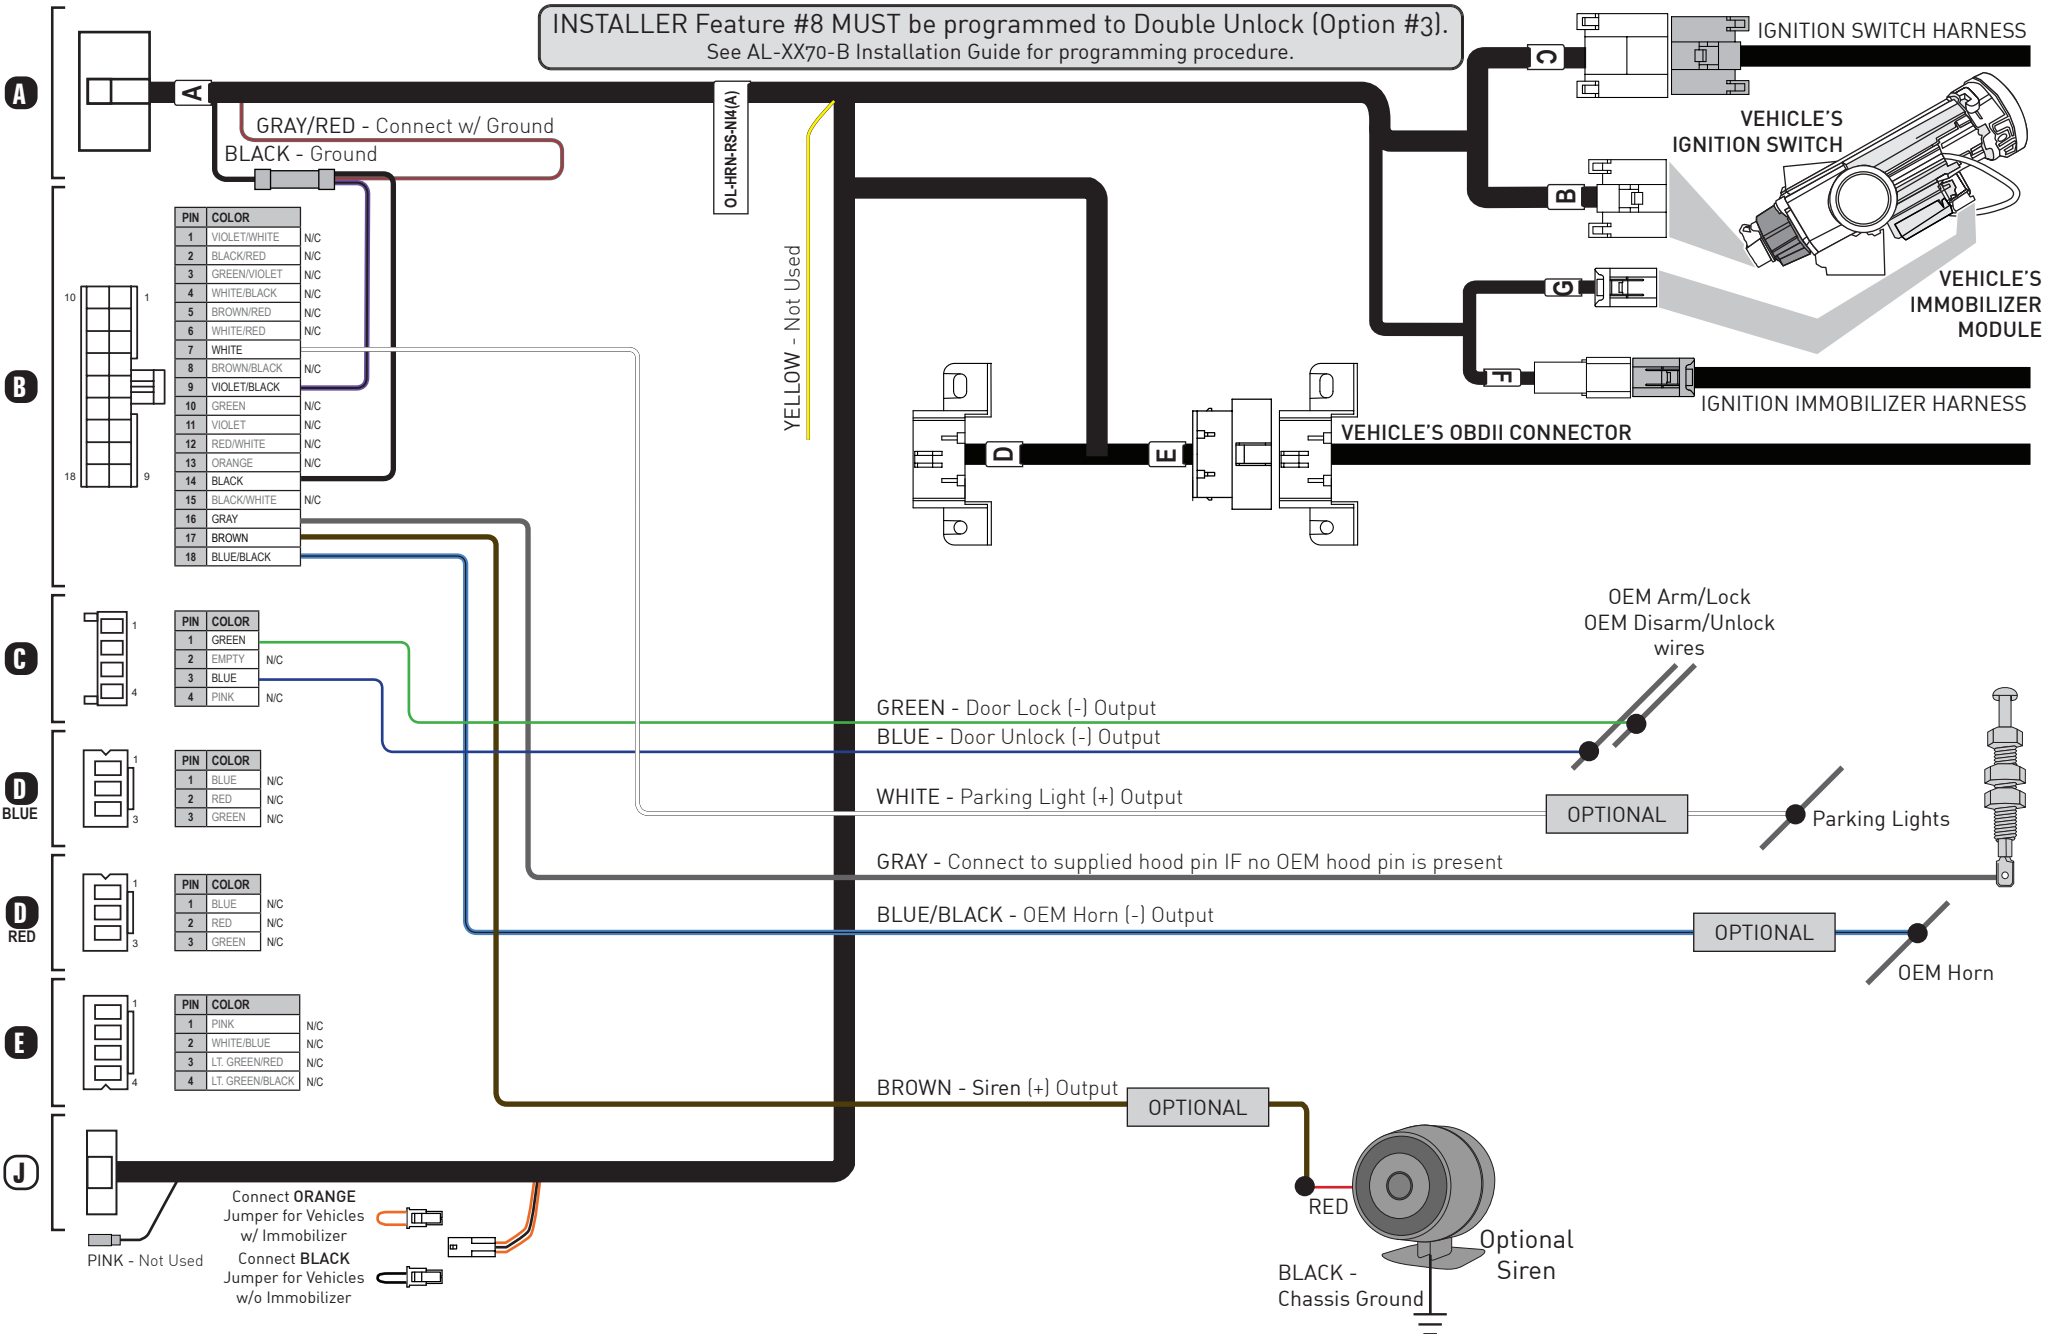 INSTALLER Feature #8 MUST be programmed to Double Unlock (Option #3).
See AL-XX70-B Installation Guide for programming procedure.
A
A
GRAY/RED - Connect w/ Ground
BLACK - Ground
OL-HRN-RS-NI4(A)
YELLOW - Not Used
C
IGNITION SWITCH HARNESS
VEHICLE'S
IGNITION SWITCH
B
G
VEHICLE'S
IMMOBILIZER
MODULE
F
IGNITION IMMOBILIZER HARNESS
D
E
VEHICLE'S OBDII CONNECTOR
B
10 1
18 9
PIN COLOR
1 VIOLET/WHITE N/C
2 BLACK/RED N/C
3 GREEN/VIOLET N/C
4 WHITE/BLACK N/C
5 BROWN/RED N/C
6 WHITE/RED N/C
7 WHITE
8 BROWN/BLACK N/C
9 VIOLET/BLACK
10 GREEN N/C
11 VIOLET N/C
12 RED/WHITE N/C
13 ORANGE N/C
14 BLACK
15 BLACK/WHITE N/C
16 GRAY
17 BROWN
18 BLUE/BLACK
C
1
4
PIN COLOR
1 GREEN
2 EMPTY N/C
3 BLUE
4 PINK N/C
OEM Arm/Lock
OEM Disarm/Unlock
wires
GREEN - Door Lock (-) Output
BLUE - Door Unlock (-) Output
D
BLUE
1
3
PIN COLOR
1 BLUE N/C
2 RED N/C
3 GREEN N/C
WHITE - Parking Light (+) Output
OPTIONAL
Parking Lights
GRAY - Connect to supplied hood pin IF no OEM hood pin is present
D
RED
1
3
PIN COLOR
1 BLUE N/C
2 RED N/C
3 GREEN N/C
BLUE/BLACK - OEM Horn (-) Output
OPTIONAL
OEM Horn
E
1
4
PIN COLOR
1 PINK N/C
2 WHITE/BLUE N/C
3 LT. GREEN/RED N/C
4 LT. GREEN/BLACK N/C
BROWN - Siren (+) Output
OPTIONAL
RED
Optional
Siren
BLACK -
Chassis Ground
J
PINK - Not Used
Connect ORANGE
Jumper for Vehicles
w/ Immobilizer
Connect BLACK
Jumper for Vehicles
w/o Immobilizer